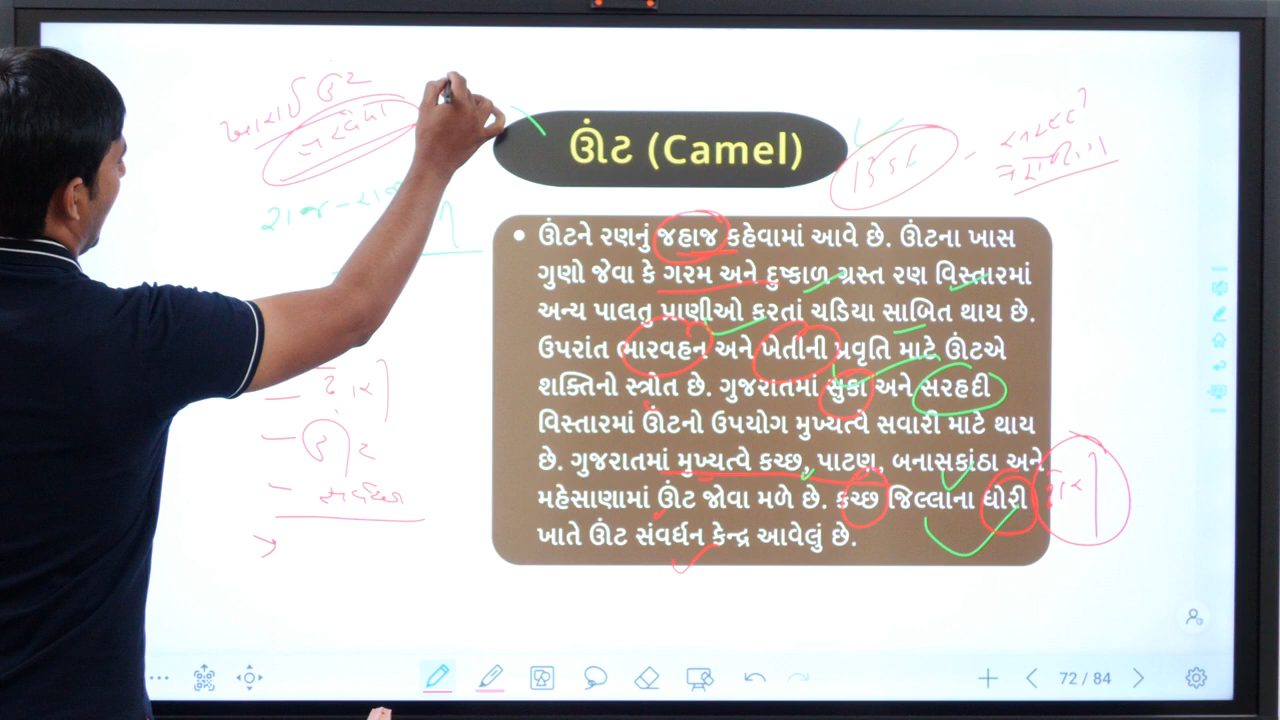 ઊંટ (Camel)
• ઊંટને રણનું જહાજ કહેવામાં આવે છે. ઊંટના ખાસ
ગુણો જેવા કે ગરમ અને દુષ્કાળ ગ્રસ્ત રણ વિસ્તારમાં
અન્ય પાલતુ પ્રાણીઓ કરતાં ચડિયા સાબિત થાય છે.
ઉપરાંત ભારવહન અને ખેતીની પ્રવૃતિ માટે ઊંટએ
શક્તિનો સ્ત્રોત છે. ગુજરાતમાં સુકા અને સરહદી
વિસ્તારમાં ઊંટનો ઉપયોગ મુખ્યત્વે સવારી માટે થાય
છે. ગુજરાતમાં મુખ્યત્વે કચ્છ, પાટણ, બનાસકાંઠા અને
મહેસાણામાં ઊંટ જોવા મળે છે. કચ્છ જિલ્લાના ધોરી
ખાતે ઊંટ સંવર્ધન કેન્દ્ર આવેલું છે.
72 / 84